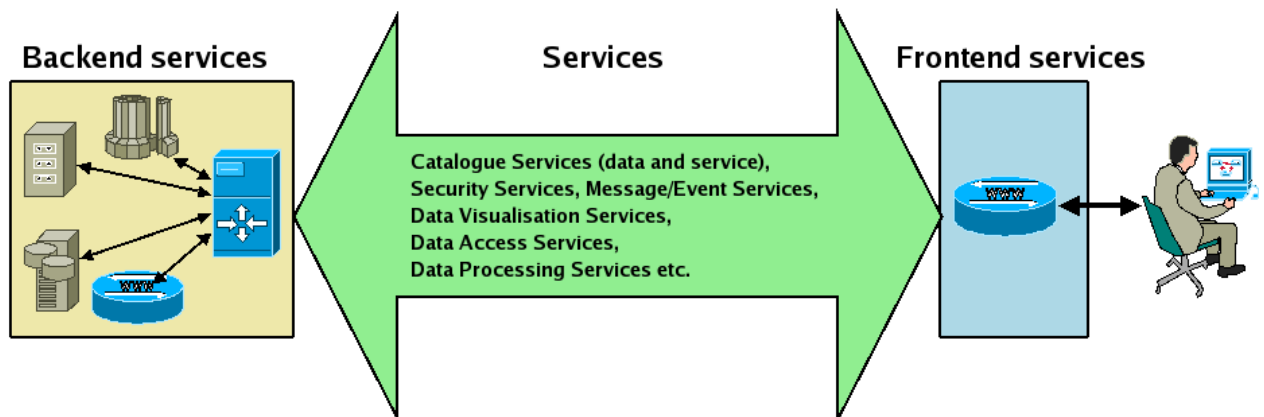 Backend services
Services
Frontend services
Catalogue Services (data and service),
Security Services, Message/Event Services,
Data Visualisation Services,
Data Access Services,
Data Processing Services etc.
WWW
WWW